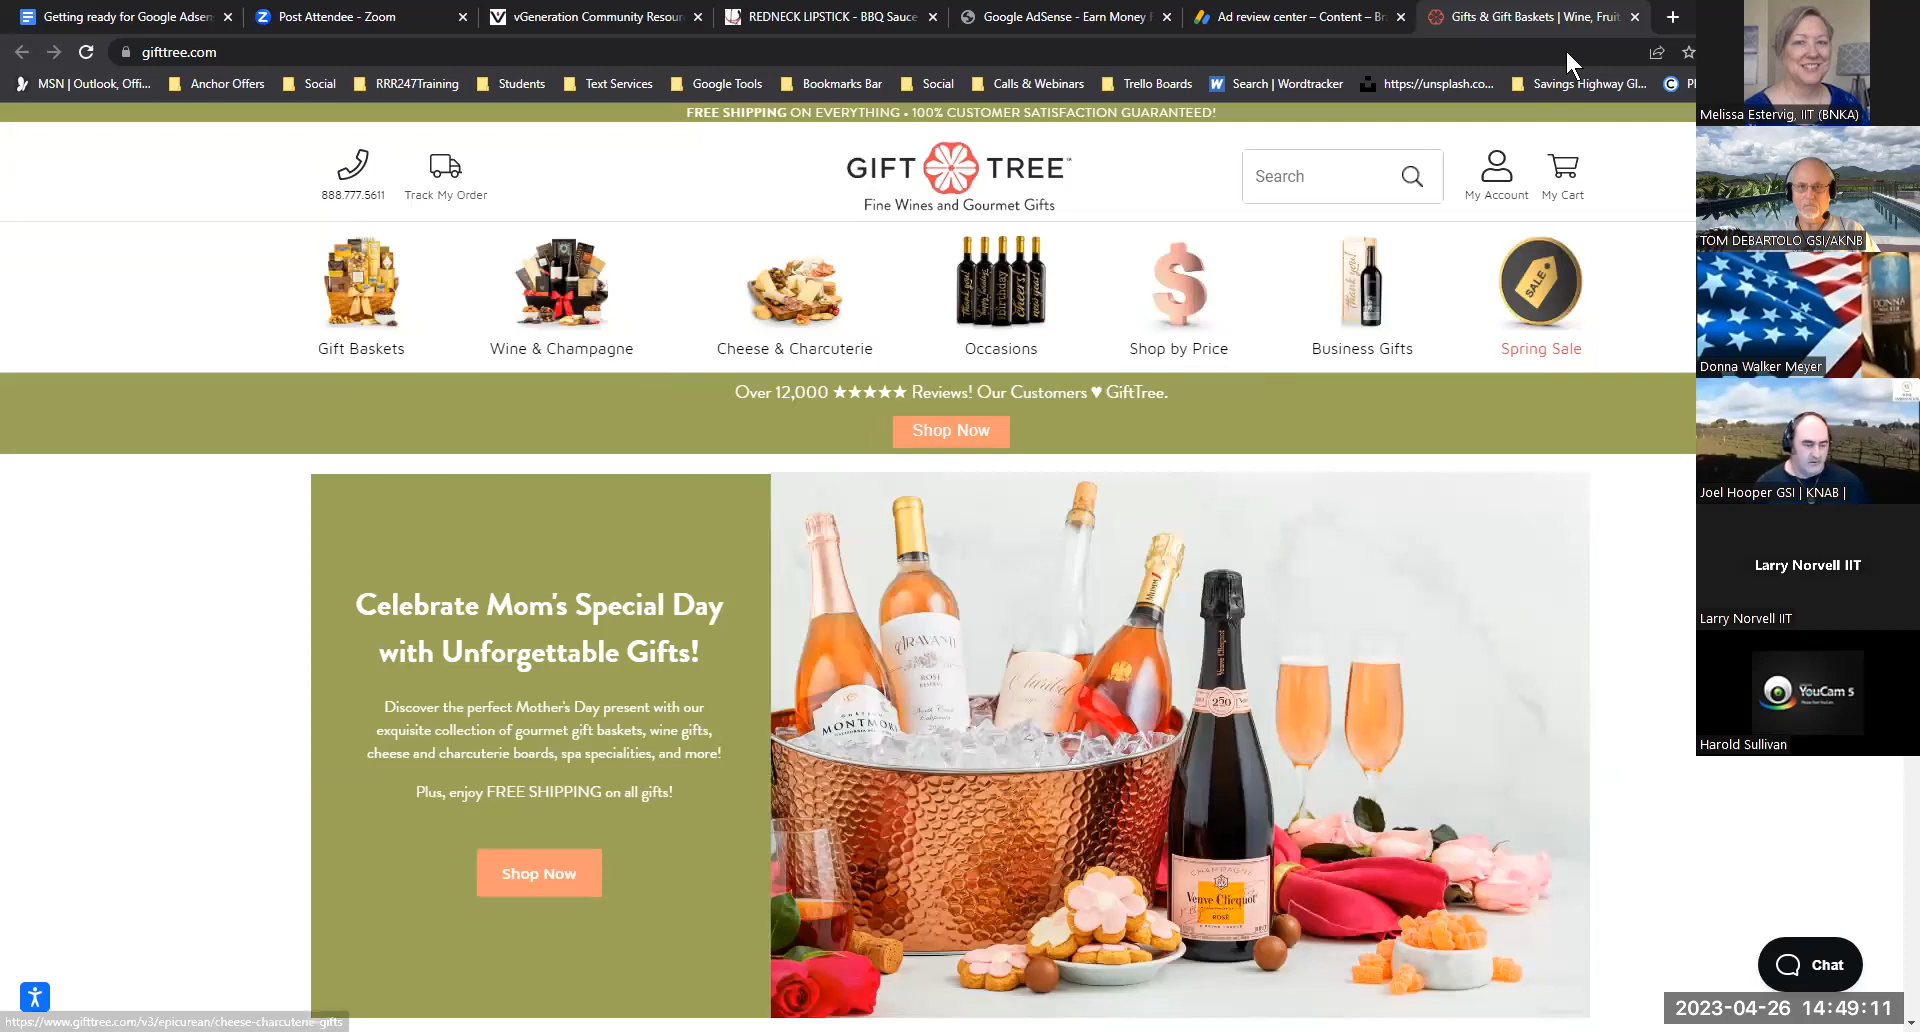 Getting ready for Google Adsen
Post Attendee - Zoom
vGeneration Community Resour
REDNECK LIPSTICK - BBQ Sauce
Google AdSense - Earn Money F
Ad review center – Content – Br
Gifts & Gift Baskets | Wine, Fruit
gifttree.com
MSN | Outlook, Offi...
Anchor Offers
Social
RRR247Training
Students
Text Services
Google Tools
Bookmarks Bar
Social
Calls & Webinars
Trello Boards
Search | Wordtracker
https://unsplash.co...
Savings Highway Gl...
FREE SHIPPING ON EVERYTHING • 100% CUSTOMER SATISFACTION GUARANTEED!
888.777.5611
Track My Order
GIFT TREE™
Fine Wines and Gourmet Gifts
Search
My Account
My Cart
SALE
Gift Baskets
Wine & Champagne
Cheese & Charcuterie
Occasions
Shop by Price
Business Gifts
Spring Sale
Over 12,000 ★★★★★ Reviews! Our Customers ♥ GiftTree.
Shop Now
Celebrate Mom's Special Day
with Unforgettable Gifts!
Discover the perfect Mother's Day present with our
exquisite collection of gourmet gift baskets, wine gifts,
cheese and charcuterie boards, spa specialities, and more!
Plus, enjoy FREE SHIPPING on all gifts!
Shop Now
Veuve Clicquot
ROSÉ
Melissa Estervig, IIT (BNKA)
TOM DEBARTOLO GSI/AKNB
Donna Walker Meyer
Joel Hooper GSI | KNAB |
Larry Norvell IIT
Larry Norvell IIT
YouCam 5
Harold Sullivan
Chat
2023-04-26 14:49:11
https://www.gifttree.com/v3/epicurean/cheese-charcuterie-gifts